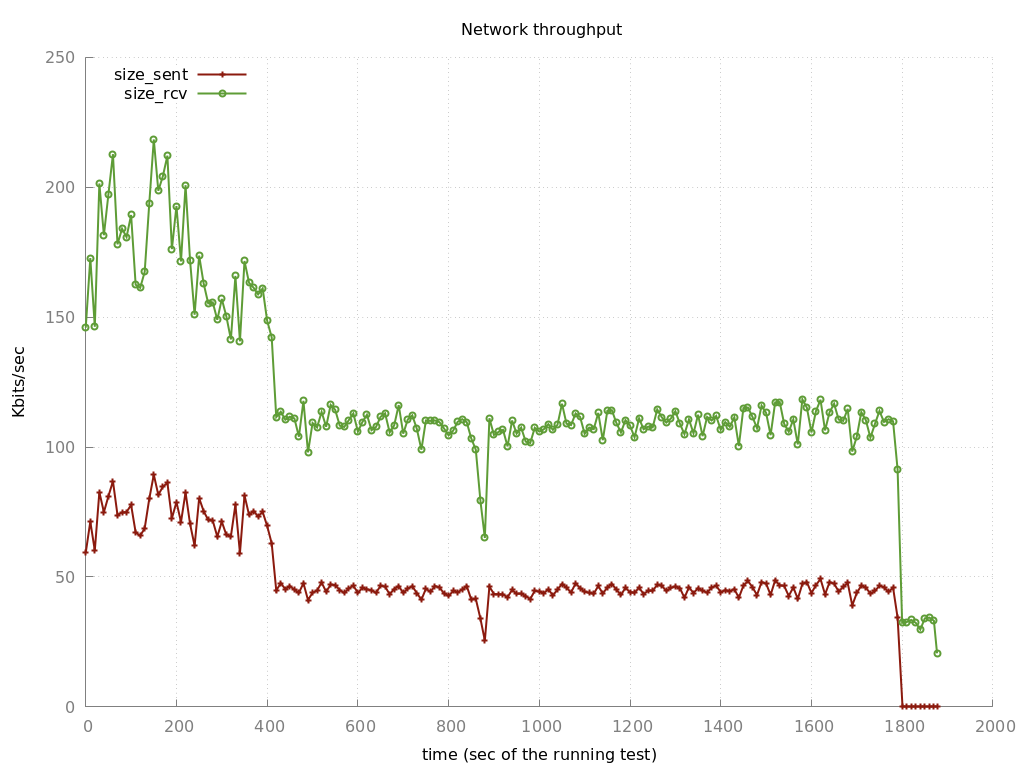 Network throughput
250
size_sent
size_rcv
200
150
Kbits/sec
100
50
0
0 200 400 600 800 1000 1200 1400 1600 1800 2000
time (sec of the running test)